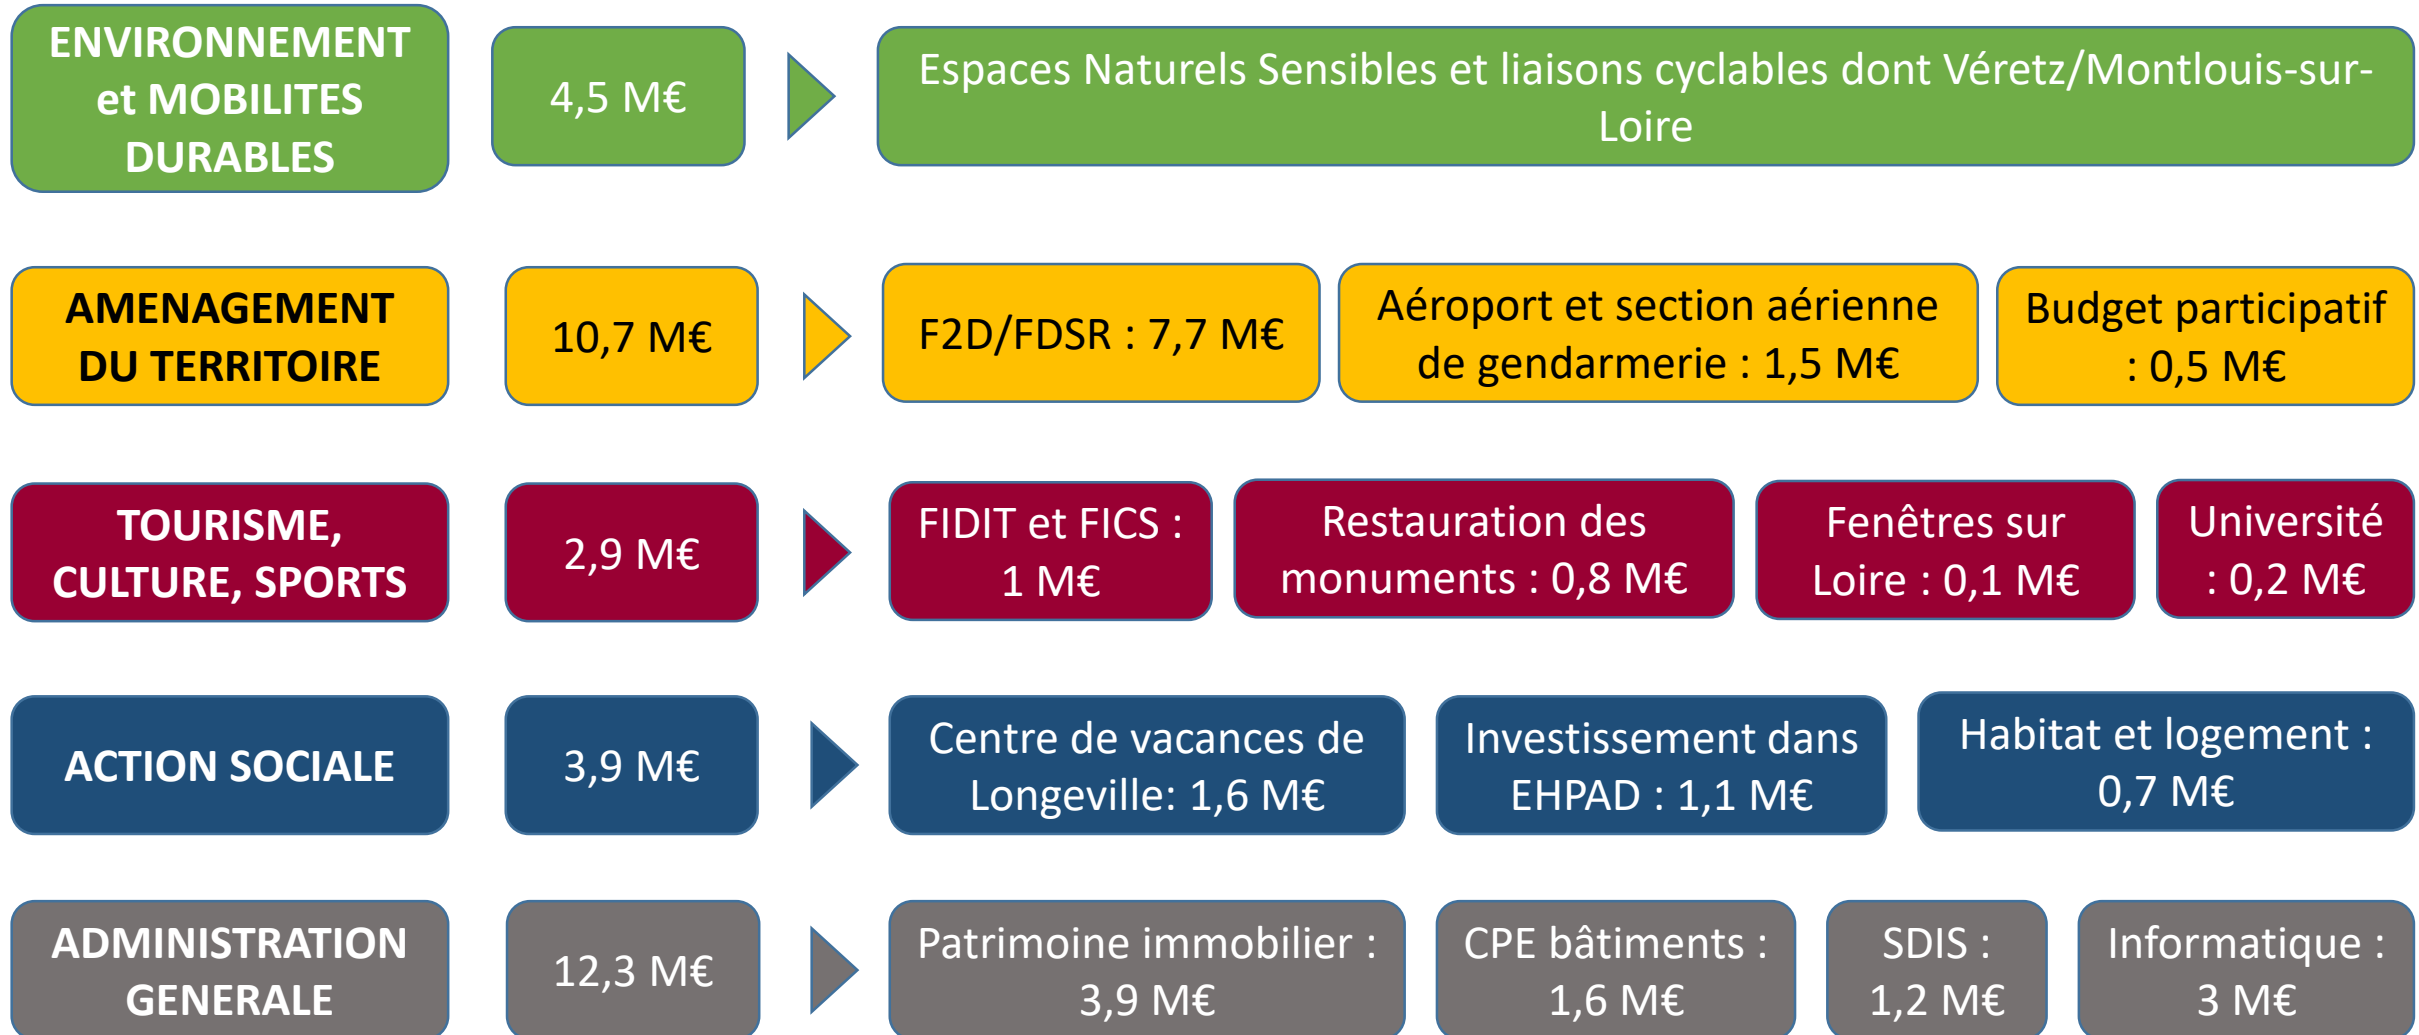 ENVIRONNEMENT
et MOBILITES
DURABLES
4,5 M€
Espaces Naturels Sensibles et liaisons cyclables dont Véretz/Montlouis-sur-
Loire
AMENAGEMENT
DU TERRITOIRE
10,7 M€
F2D/FDSR : 7,7 M€
Aéroport et section aérienne
de gendarmerie : 1,5 M€
Budget participatif
: 0,5 M€
TOURISME,
CULTURE, SPORTS
2,9 M€
FIDIT et FICS :
1 M€
Restauration des
monuments : 0,8 M€
Fenêtres sur
Loire : 0,1 M€
Université
: 0,2 M€
ACTION SOCIALE
3,9 M€
Centre de vacances de
Longeville: 1,6 M€
Investissement dans
EHPAD : 1,1 M€
Habitat et logement :
0,7 M€
ADMINISTRATION
GENERALE
12,3 M€
Patrimoine immobilier :
3,9 M€
CPE bâtiments :
1,6 M€
SDIS :
1,2 M€
Informatique :
3 M€